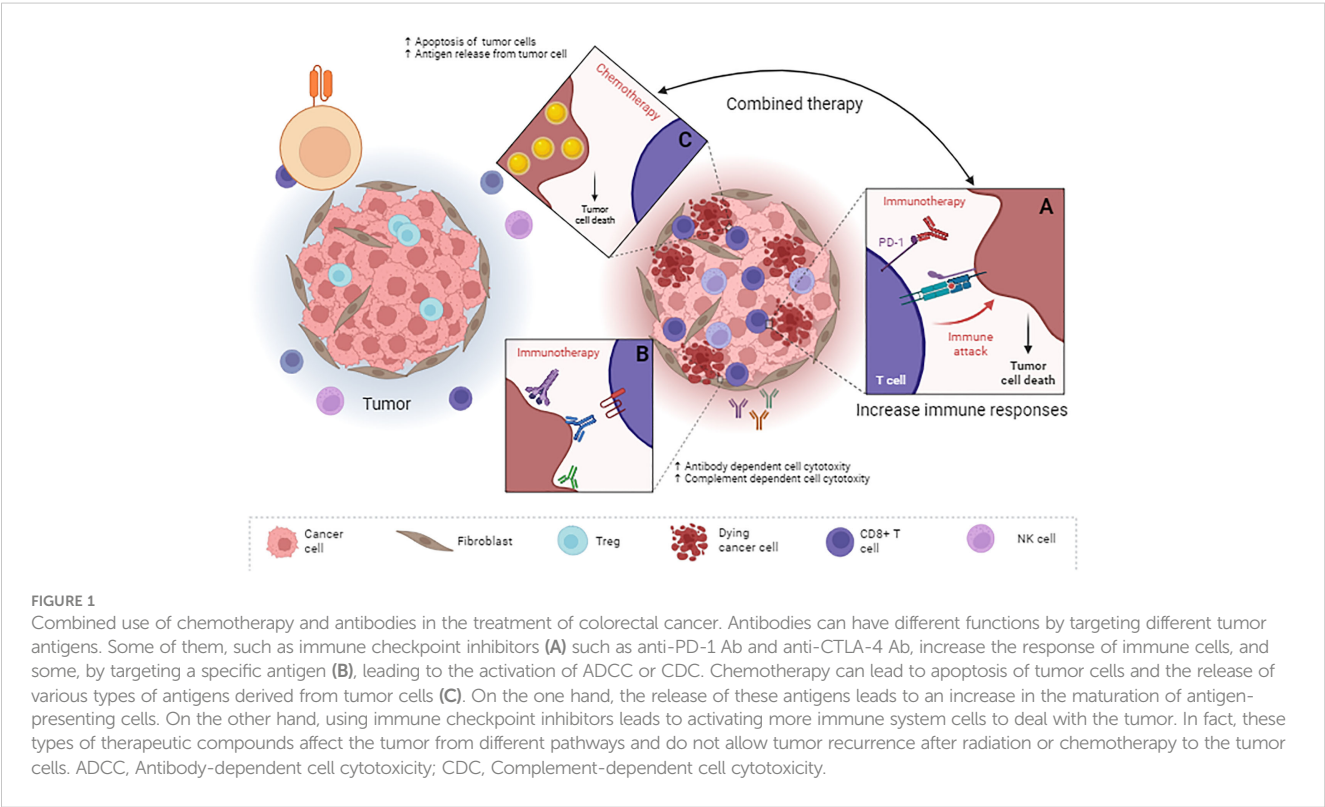 ↑ Apoptosis of tumor cells
↑ Antigen release from tumor cell
Chemotherapy
C
Tumor
cell death
Combined therapy
Immunotherapy
A
PD-1
Immune
attack
T cell
Tumor
cell death
Increase immune responses
Immunotherapy
B
Tumor
↑ Antibody dependent cell cytotoxity
↑ Complement dependent cell cytotoxity
Cancer
cell
Fibroblast
Treg
Dying
cancer cell
CD8+ T
cell
NK cell
FIGURE 1
Combined use of chemotherapy and antibodies in the treatment of colorectal cancer. Antibodies can have different functions by targeting different tumor
antigens. Some of them, such as immune checkpoint inhibitors (A) such as anti-PD-1 Ab and anti-CTLA-4 Ab, increase the response of immune cells, and
some, by targeting a specific antigen (B), leading to the activation of ADCC or CDC. Chemotherapy can lead to apoptosis of tumor cells and the release of
various types of antigens derived from tumor cells (C). On the one hand, the release of these antigens leads to an increase in the maturation of antigen-
presenting cells. On the other hand, using immune checkpoint inhibitors leads to activating more immune system cells to deal with the tumor. In fact, these
types of therapeutic compounds affect the tumor from different pathways and do not allow tumor recurrence after radiation or chemotherapy to the tumor
cells. ADCC, Antibody-dependent cell cytotoxicity; CDC, Complement-dependent cell cytotoxicity.